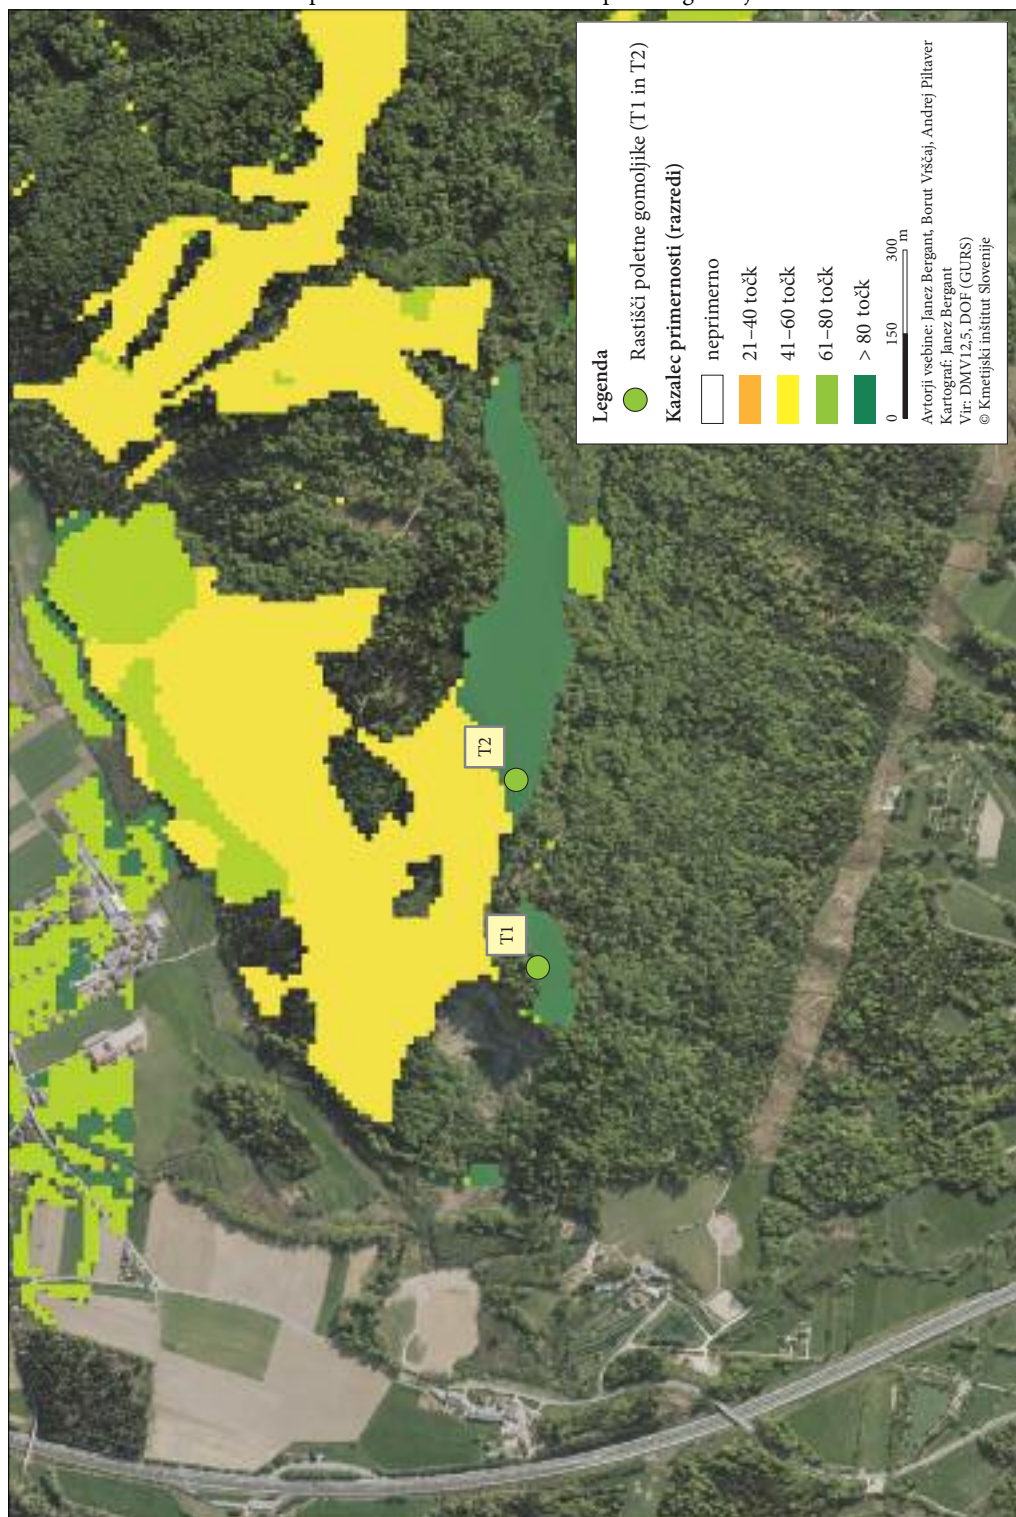 Legenda
Rastišči poletne gomoljike (T1 in T2)
Kazalec primernosti (razredi)
neprimerno
21–40 točk
41–60 točk
61–80 točk
> 80 točk
0 150 300
m
Avtorji vsebine: Janez Bergant, Borut Vrščaj, Andrej Piltaver
Kartograf: Janez Bergant
Vir: DMV12,5, DOF (GURS)
© Kmetijski inštitut Slovenije
T1
T2